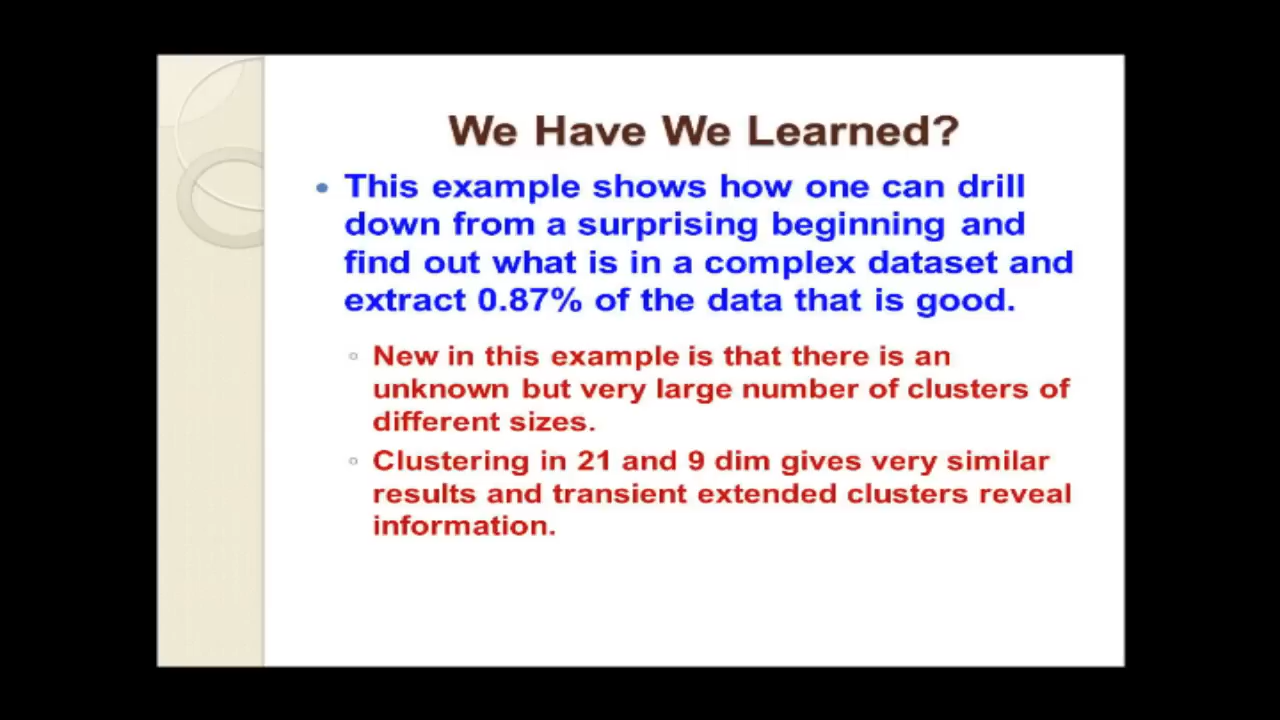 We Have We Learned?
• This example shows how one can drill
down from a surprising beginning and
find out what is in a complex dataset and
extract 0.87% of the data that is good.
◦ New in this example is that there is an
unknown but very large number of clusters of
different sizes.
◦ Clustering in 21 and 9 dim gives very similar
results and transient extended clusters reveal
information.